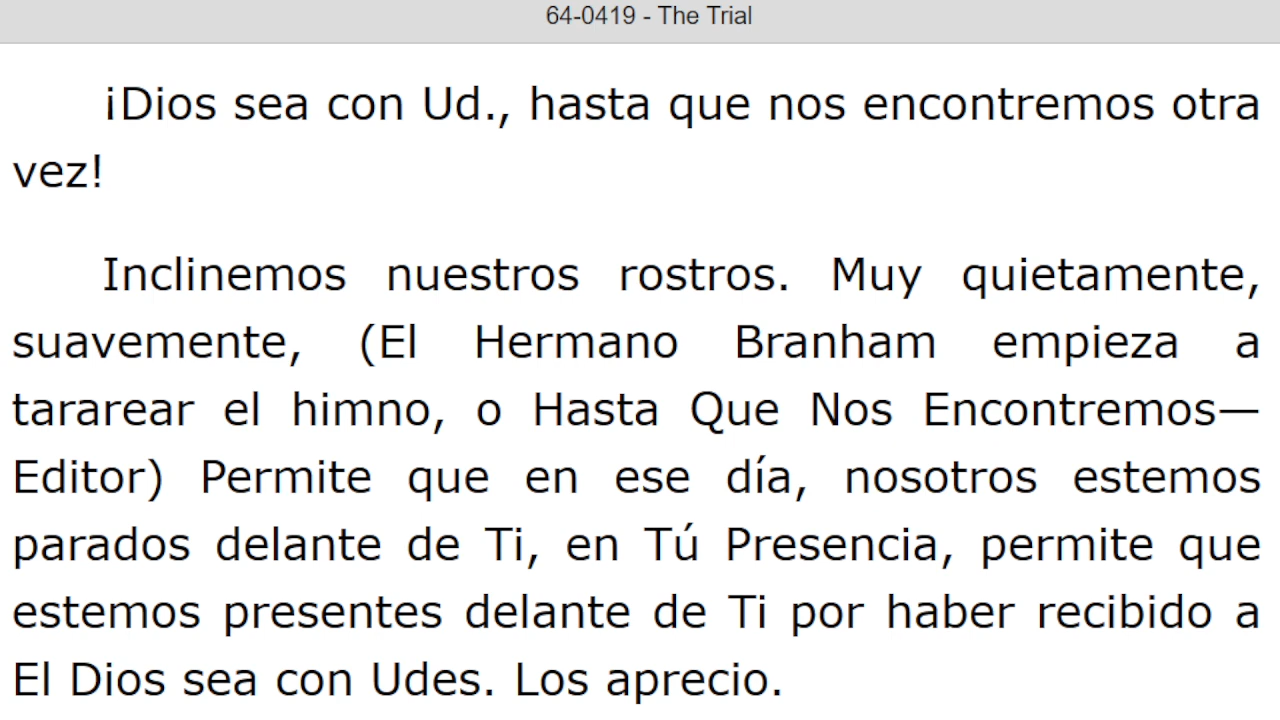 64-0419 - The Trial
¡Dios sea con Ud., hasta que nos encontremos otra
vez!
Inclinemos nuestros rostros. Muy quietamente,
suavemente, (El Hermano Branham empieza a
tararear el himno, o Hasta Que Nos Encontremos—
Editor) Permite que en ese día, nosotros estemos
parados delante de Ti, en Tú Presencia, permite que
estemos presentes delante de Ti por haber recibido a
El Dios sea con Udes. Los aprecio.